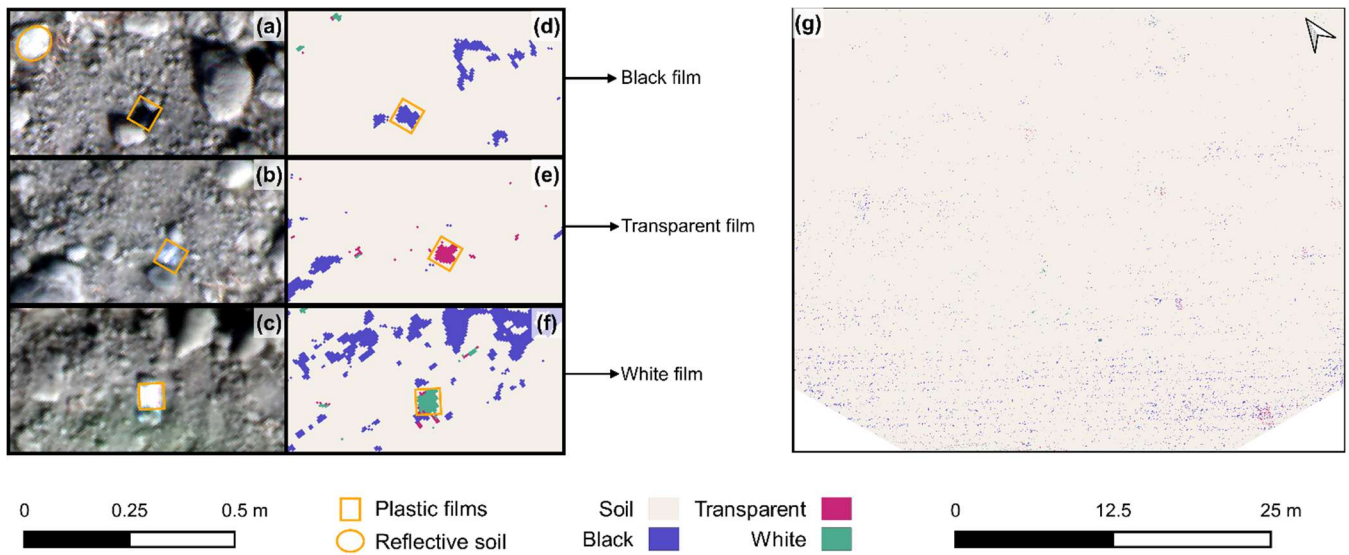 (a)
(d)
(g)
Black film
(b)
(e)
Transparent film
(c)
(f)
White film
0 0.25 0.5 m
Plastic films
Reflective soil
Soil Transparent
Black White
0 12.5 25 m